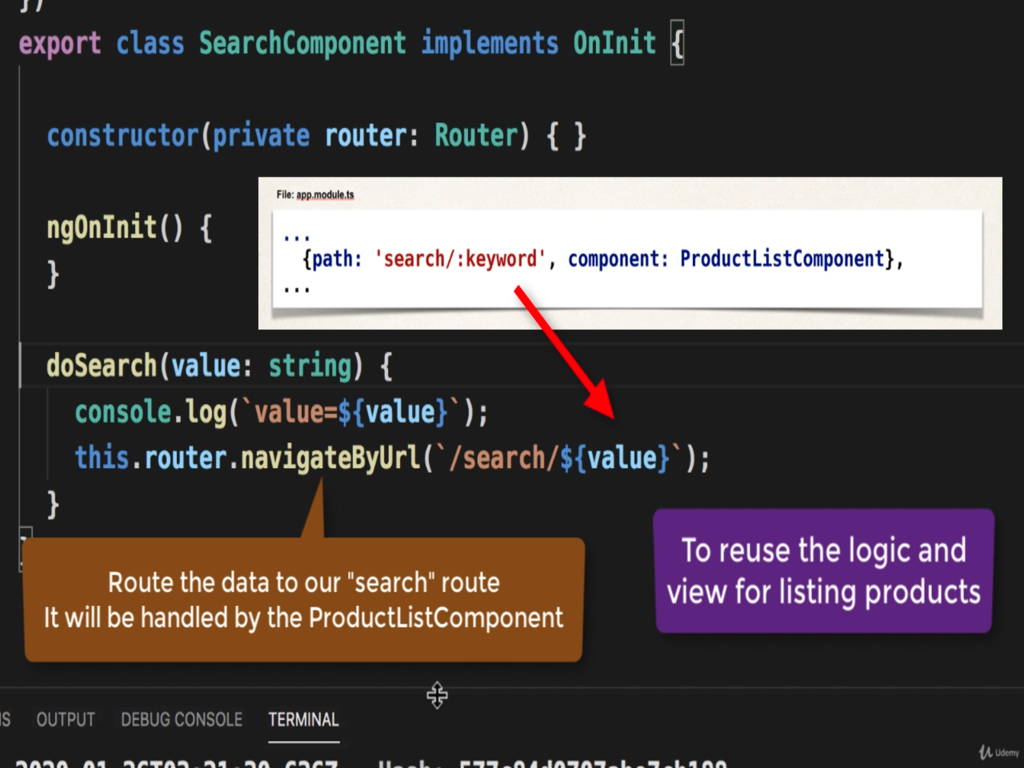 })
export class SearchComponent implements OnInit {
constructor(private router: Router) { }
File: app.module.ts
...
{path: 'search/:keyword', component: ProductListComponent},
...
ngOnInit() {
}
doSearch(value: string) {
console.log(`value=${value}`);
this.router.navigateByUrl(`/search/${value}`);
}
To reuse the logic and
view for listing products
Route the data to our "search" route
It will be handled by the ProductListComponent
OUTPUT DEBUG CONSOLE TERMINAL
Udemy